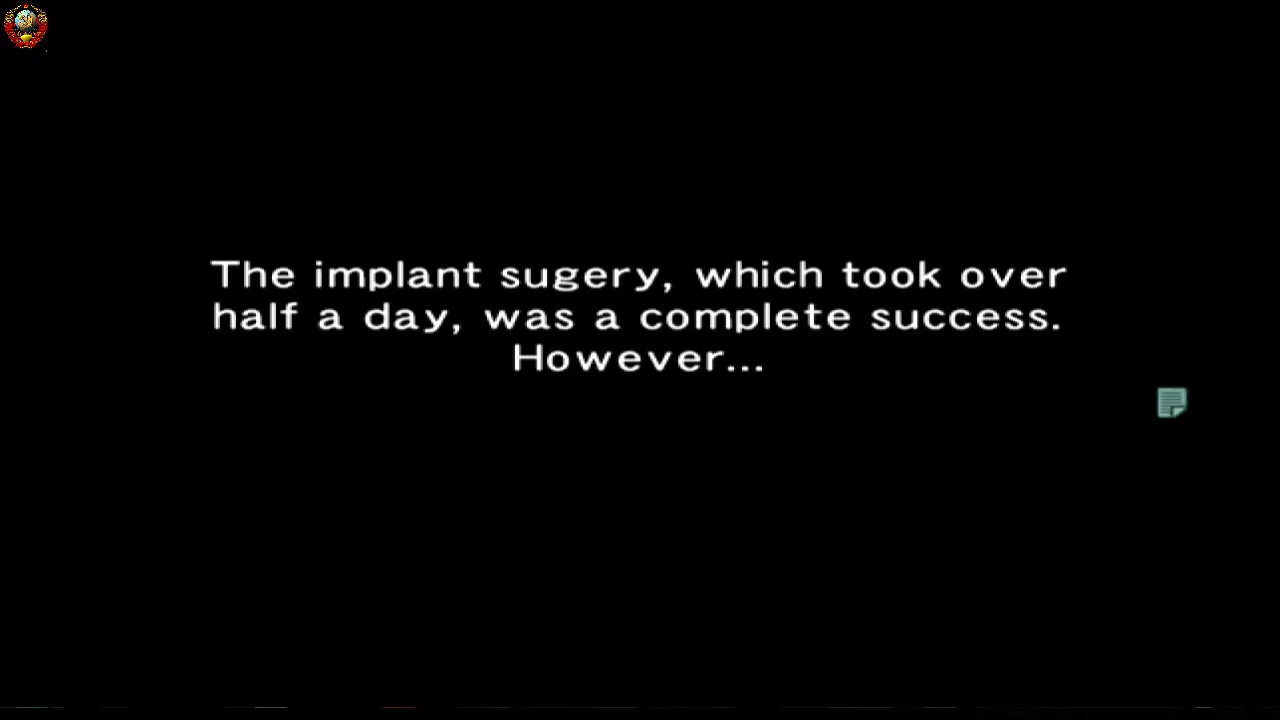 The implant sugery, which took over
half a day, was a complete success.
However...